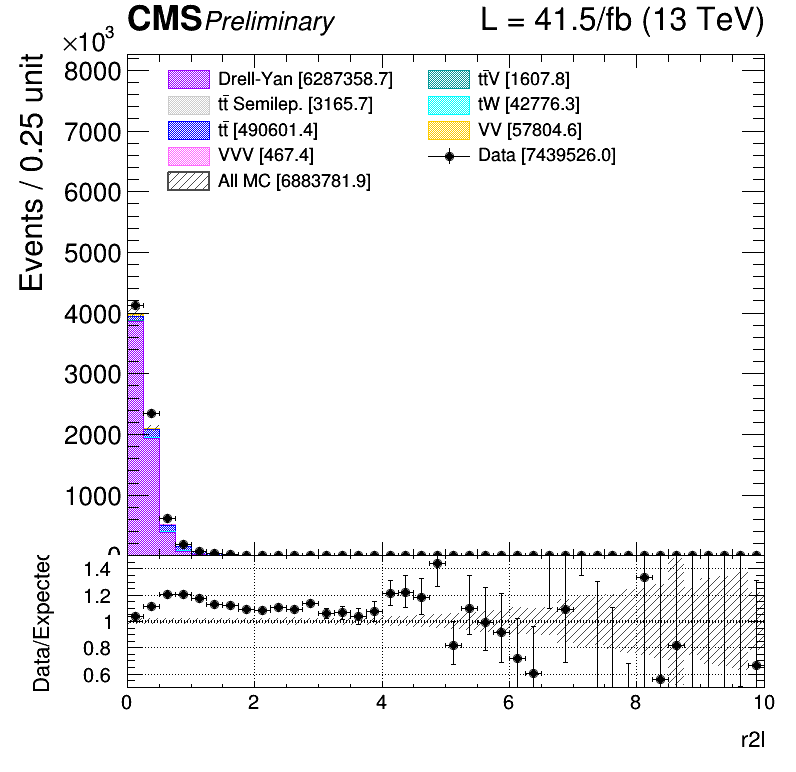 CMS Preliminary L = 41.5/fb (13 TeV)
×10³
Events / 0.25 unit
8000
7000
6000
5000
4000
3000
2000
1000
0
Drell-Yan [6287358.7]
tt̄ Semilep. [3165.7]
tt̄ [490601.4]
VVV [467.4]
All MC [6883781.9]
tt̄V [1607.8]
tW [42776.3]
VV [57804.6]
Data [7439526.0]
Data/Expected
1.4
1.2
1
0.8
0.6
0 2 4 6 8 10
r2l